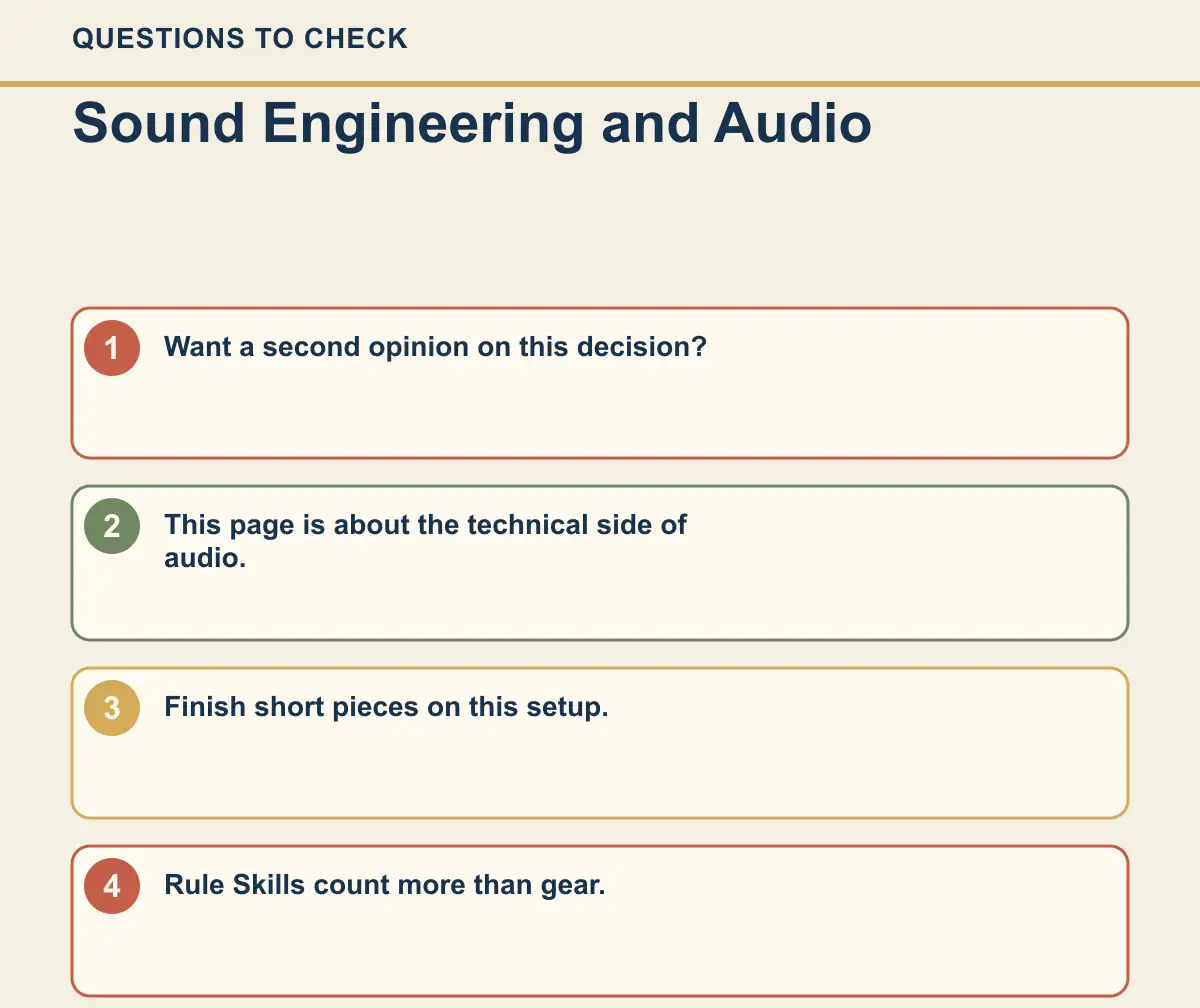 QUESTIONS TO CHECK
Sound Engineering and Audio
1
Want a second opinion on this decision?
2
This page is about the technical side of
audio.
3
Finish short pieces on this setup.
4
Rule Skills count more than gear.